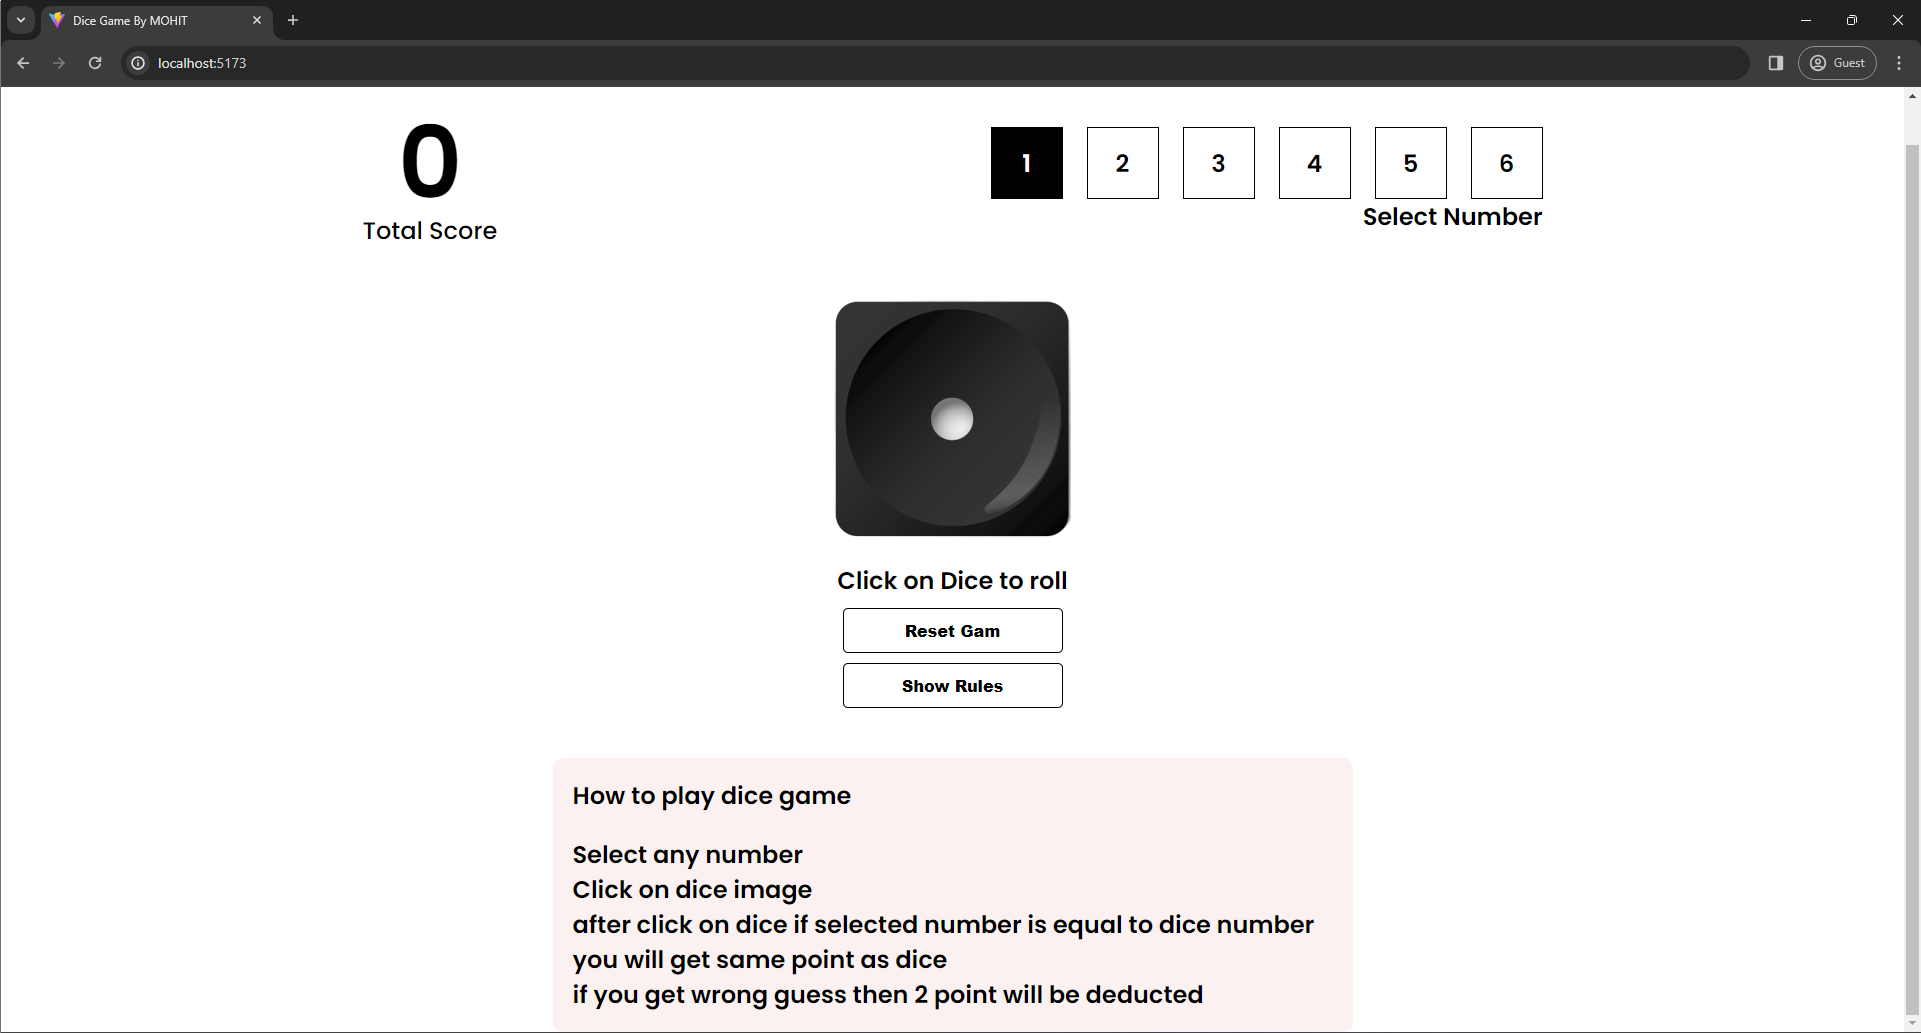 Dice Game By MOHIT
localhost:5173
Guest
0
Total Score
1 2 3 4 5 6
Select Number
Click on Dice to roll
Reset Gam
Show Rules
How to play dice game
Select any number
Click on dice image
after click on dice if selected number is equal to dice number
you will get same point as dice
if you get wrong guess then 2 point will be deducted